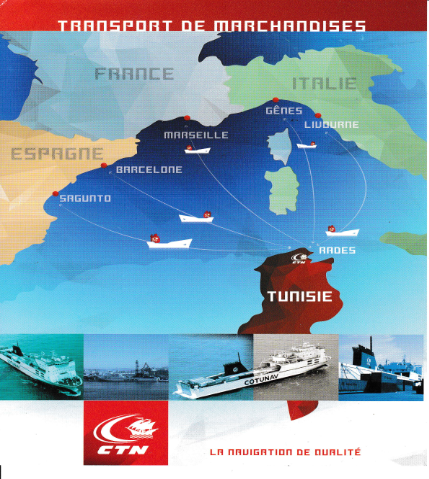 TRANSPORT DE MARCHANDISES
FRANCE
ITALIE
GÊNES
LIVOURNE
MARSEILLE
ESPAGNE
BARCELONE
SAGUNTO
RADES
CTN
TUNISIE
COTUNAV
CTN
LA NAVIGATION DE QUALITÉ